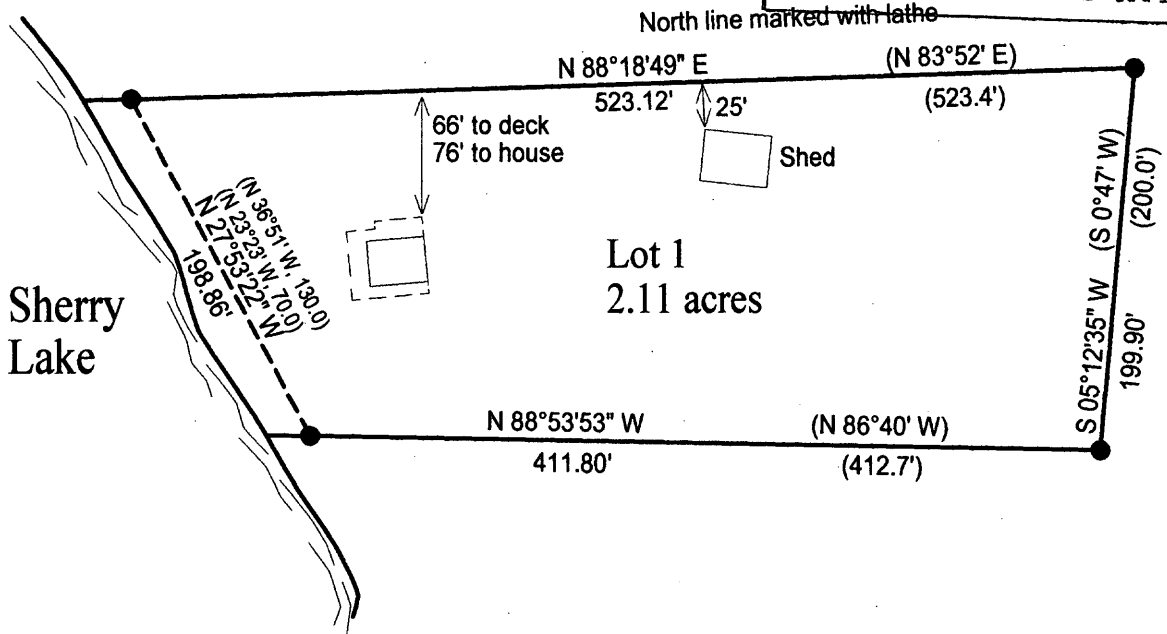 North line marked with lathe
N 88°18'49" E
(N 83°52' E)
523.12'
(523.4')
66' to deck
76' to house
25'
Shed
(N 36°51' W, 130.0)
(N 23°23' W, 70.0)
N 27°53'22" W
198.86'
Lot 1
2.11 acres
Sherry
Lake
S 05°12'35" W
(S 0°47' W)
199.90'
(200.0')
N 88°53'53" W
(N 86°40' W)
411.80'
(412.7')